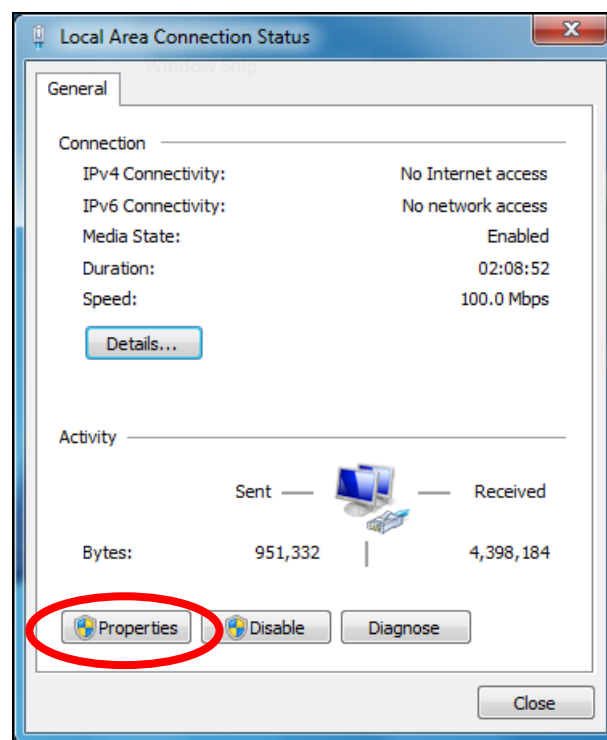 Local Area Connection Status
X
Window Snip
General
Connection
IPv4 Connectivity: No Internet access
IPv6 Connectivity: No network access
Media State: Enabled
Duration: 02:08:52
Speed: 100.0 Mbps
Details...
Activity
Sent Received
Bytes: 951,332 4,398,184
Properties Disable Diagnose
Close